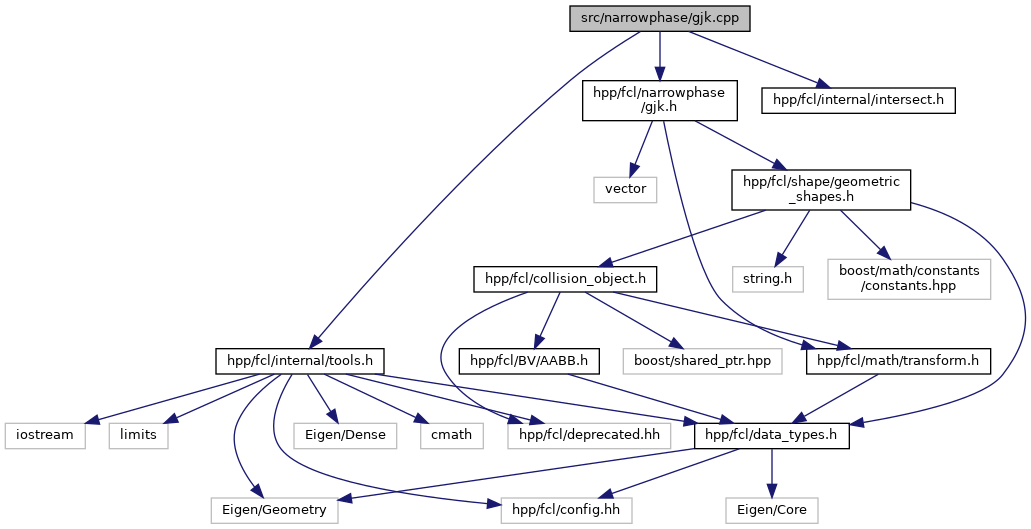 src/narrowphase/gjk.cpp
hpp/fcl/narrowphase
/gjk.h
hpp/fcl/internal/intersect.h
vector
hpp/fcl/shape/geometric
_shapes.h
hpp/fcl/collision_object.h
string.h
boost/math/constants
/constants.hpp
hpp/fcl/internal/tools.h
hpp/fcl/BV/AABB.h
boost/shared_ptr.hpp
hpp/fcl/math/transform.h
iostream
limits
Eigen/Dense
cmath
hpp/fcl/deprecated.hh
hpp/fcl/data_types.h
Eigen/Geometry
hpp/fcl/config.hh
Eigen/Core